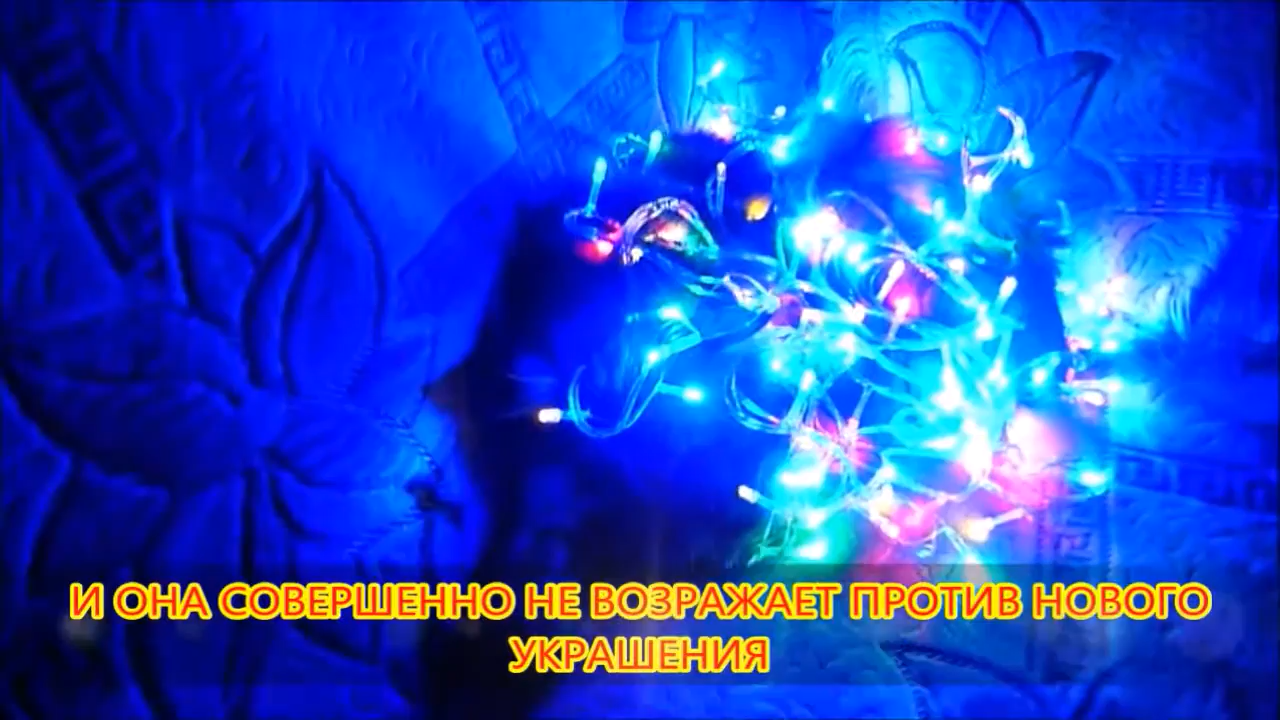 И ОНА СОВЕРШЕННО НЕ ВОЗРАЖАЕТ ПРОТИВ НОВОГО
УКРАШЕНИЯ